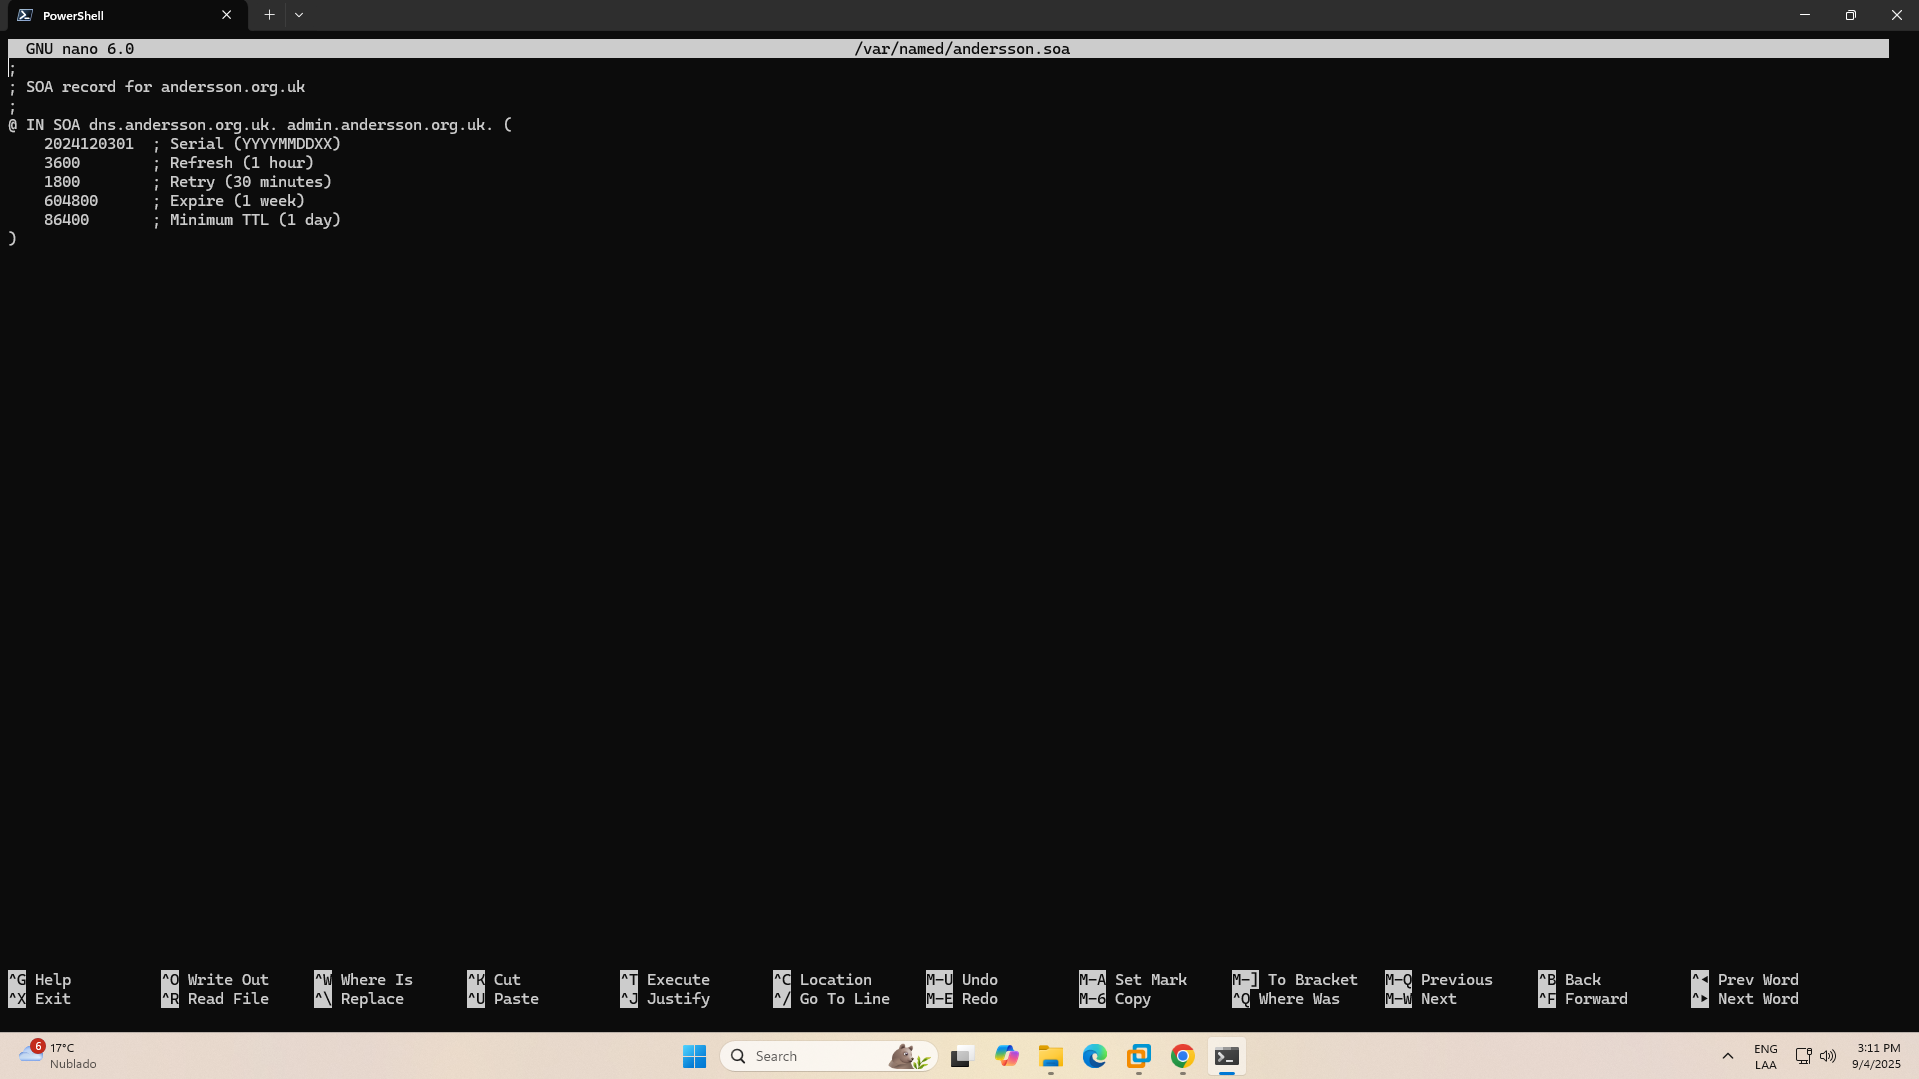 PowerShell
GNU nano 6.0 /var/named/andersson.soa
;
; SOA record for andersson.org.uk
;
@ IN SOA dns.andersson.org.uk. admin.andersson.org.uk. (
    2024120301  ; Serial (YYYYMMDDXX)
    3600        ; Refresh (1 hour)
    1800        ; Retry (30 minutes)
    604800      ; Expire (1 week)
    86400       ; Minimum TTL (1 day)
)
^G Help ^O Write Out ^W Where Is ^K Cut ^T Execute ^C Location M-U Undo M-A Set Mark M-] To Bracket M-Q Previous ^B Back ^◂ Prev Word
^X Exit ^R Read File ^\ Replace ^U Paste ^J Justify ^/ Go To Line M-E Redo M-6 Copy ^Q Where Was M-W Next ^F Forward ^▸ Next Word
6 17°C
Nublado
Search
ENG
LAA
3:11 PM
9/4/2025